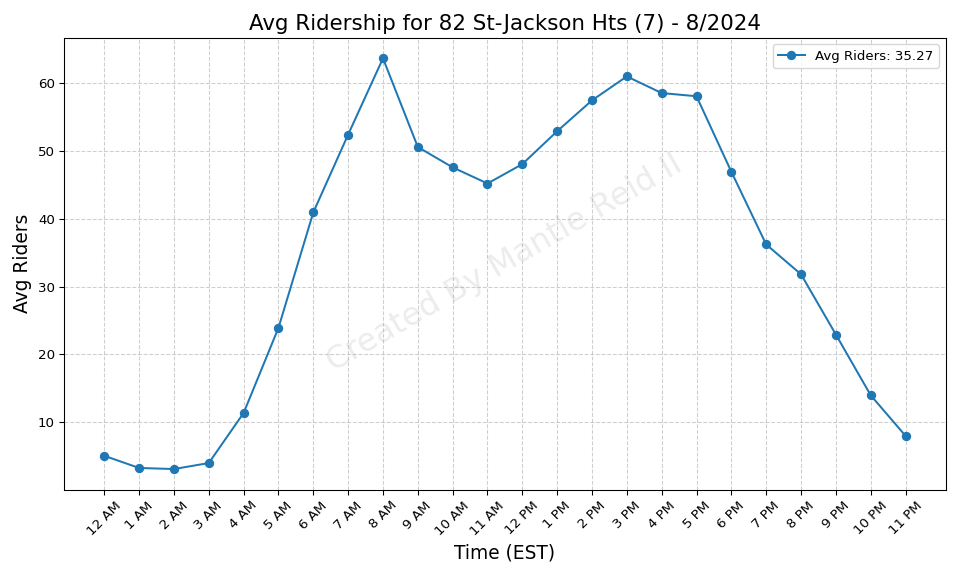 Avg Ridership for 82 St-Jackson Hts (7) - 8/2024
Avg Riders: 35.27
60
50
40
30
20
10
Avg Riders
Created By Mantle Reid II
12 AM
1 AM
2 AM
3 AM
4 AM
5 AM
6 AM
7 AM
8 AM
9 AM
10 AM
11 AM
12 PM
1 PM
2 PM
3 PM
4 PM
5 PM
6 PM
7 PM
8 PM
9 PM
10 PM
11 PM
Time (EST)